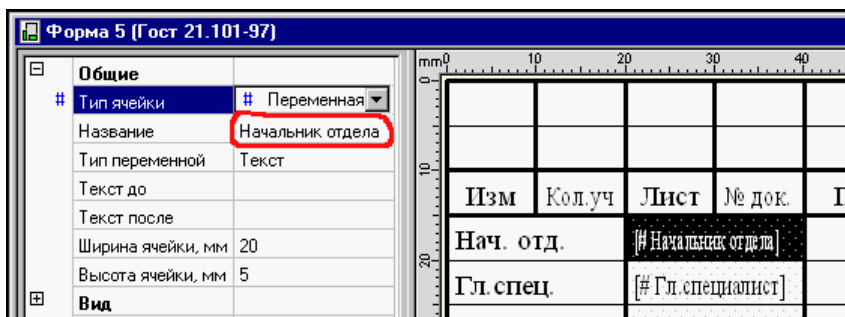 Форма 5 (Гост 21.101-97)
Общие
# Тип ячейки # Переменная
Название Начальник отдела
Тип переменной Текст
Текст до
Текст после
Ширина ячейки, мм 20
Высота ячейки, мм 5
Вид
mm 0 10 20 30 40
0
10
20
Изм Кол.уч Лист № док.
Нач. отд. [# Начальник отдела]
Гл.спец. [# Гл.специалист]